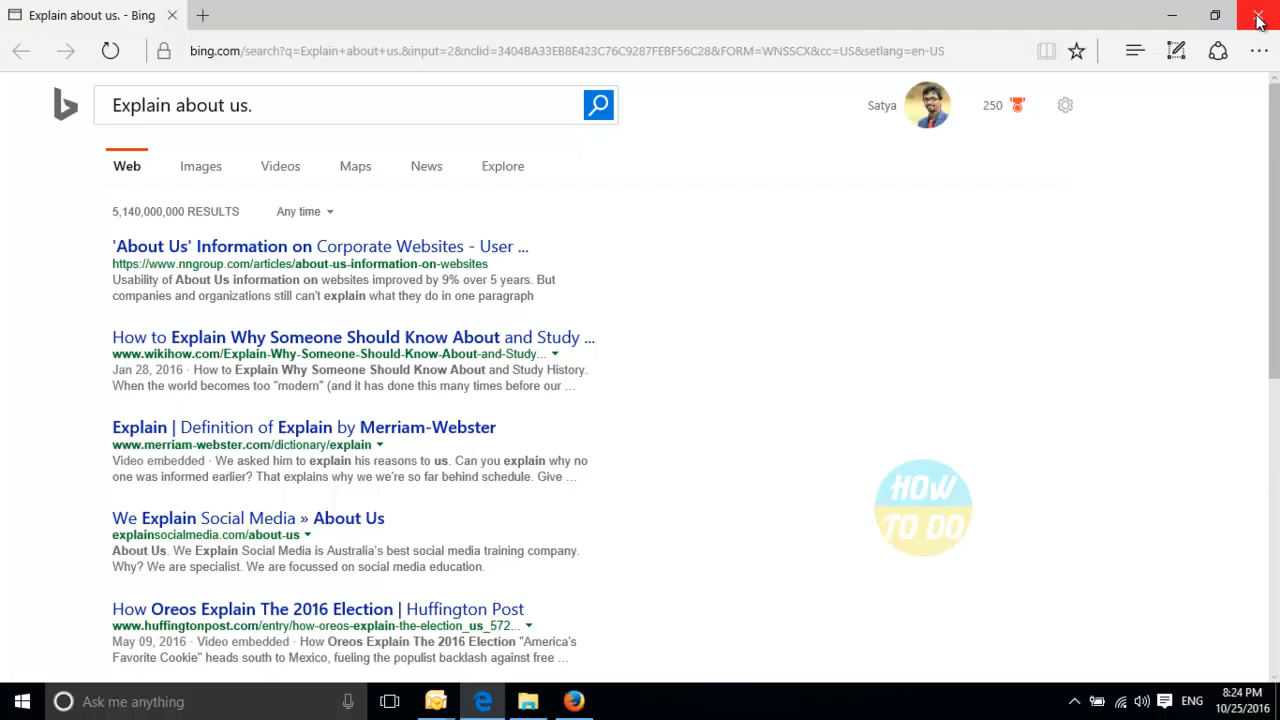 Explain about us. - Bing
bing.com/search?q=Explain+about+us.&input=2&nclid=3404BA33EB8E423C76C9287FEBF56C28&FORM=WNSSCX&cc=US&setlang=en-US
Explain about us.
Satya
250
Web Images Videos Maps News Explore
5,140,000,000 RESULTS Any time
'About Us' Information on Corporate Websites - User ...
https://www.nngroup.com/articles/about-us-information-on-websites
Usability of About Us information on websites improved by 9% over 5 years. But
companies and organizations still can't explain what they do in one paragraph
How to Explain Why Someone Should Know About and Study ...
www.wikihow.com/Explain-Why-Someone-Should-Know-About-and-Study...
Jan 28, 2016 · How to Explain Why Someone Should Know About and Study History.
When the world becomes too "modern" (and it has done this many times before our ...
Explain | Definition of Explain by Merriam-Webster
www.merriam-webster.com/dictionary/explain
Video embedded · We asked him to explain his reasons to us. Can you explain why no
one was informed earlier? That explains why we we're so far behind schedule. Give ...
We Explain Social Media » About Us
explainsocialmedia.com/about-us
About Us. We Explain Social Media is Australia's best social media training company.
Why? We are specialist. We are focussed on social media education.
How Oreos Explain The 2016 Election | Huffington Post
www.huffingtonpost.com/entry/how-oreos-explain-the-election_us_572...
May 09, 2016 · Video embedded · How Oreos Explain The 2016 Election "America's
Favorite Cookie" heads south to Mexico, fueling the populist backlash against free ...
HOW
TO DO
Ask me anything
ENG
8:24 PM
10/25/2016